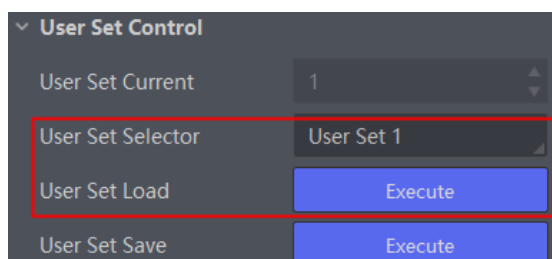 User Set Control
User Set Current 1
User Set Selector User Set 1
User Set Load Execute
User Set Save Execute